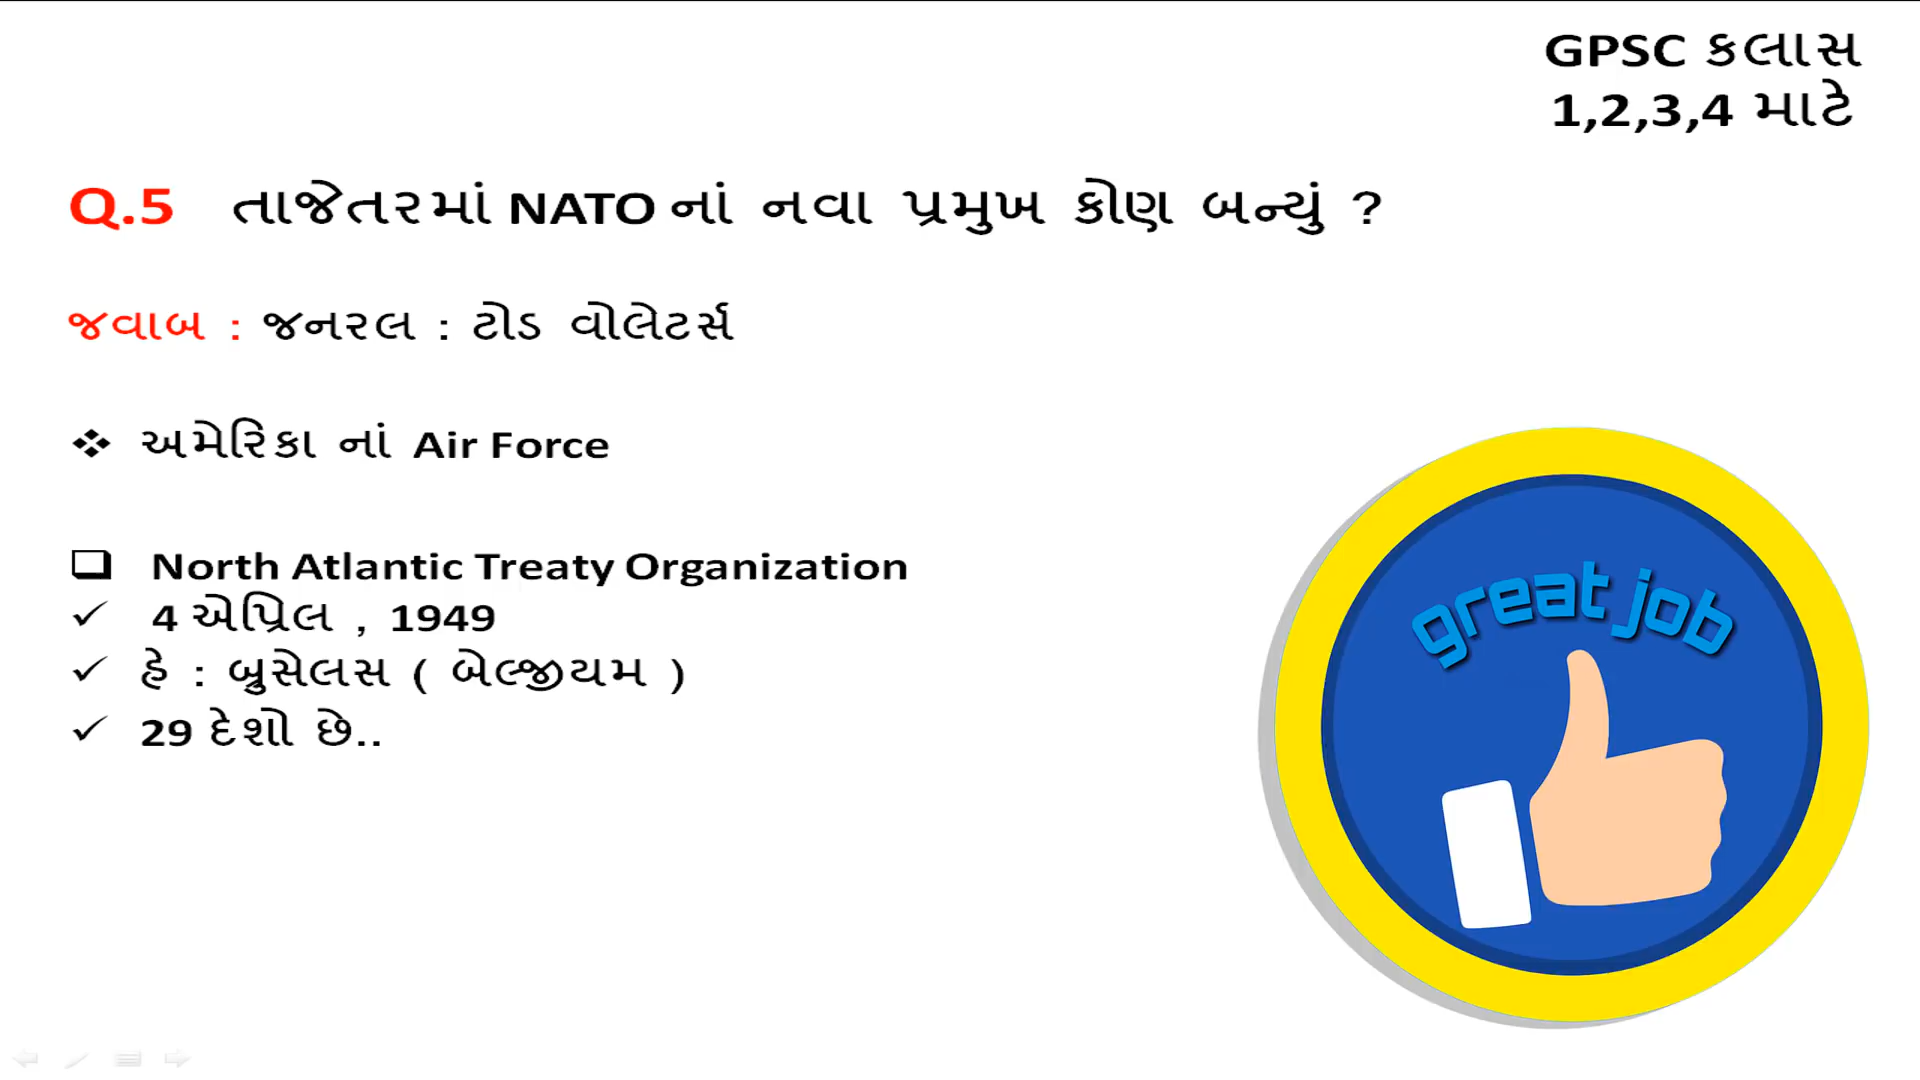 GPSC કલાસ
1,2,3,4 માટે
Q.5 તાજેતરમાં NATO નાં નવા પ્રમુખ કોણ બન્યું ?
જવાબ : જનરલ : ટોડ વોલેટર્સ
❖ અમેરિકા નાં Air Force
❑ North Atlantic Treaty Organization
✓ 4 એપ્રિલ , 1949
✓ હે : બ્રુસેલસ ( બેલ્જીયમ )
✓ 29 દેશો છે..
great job